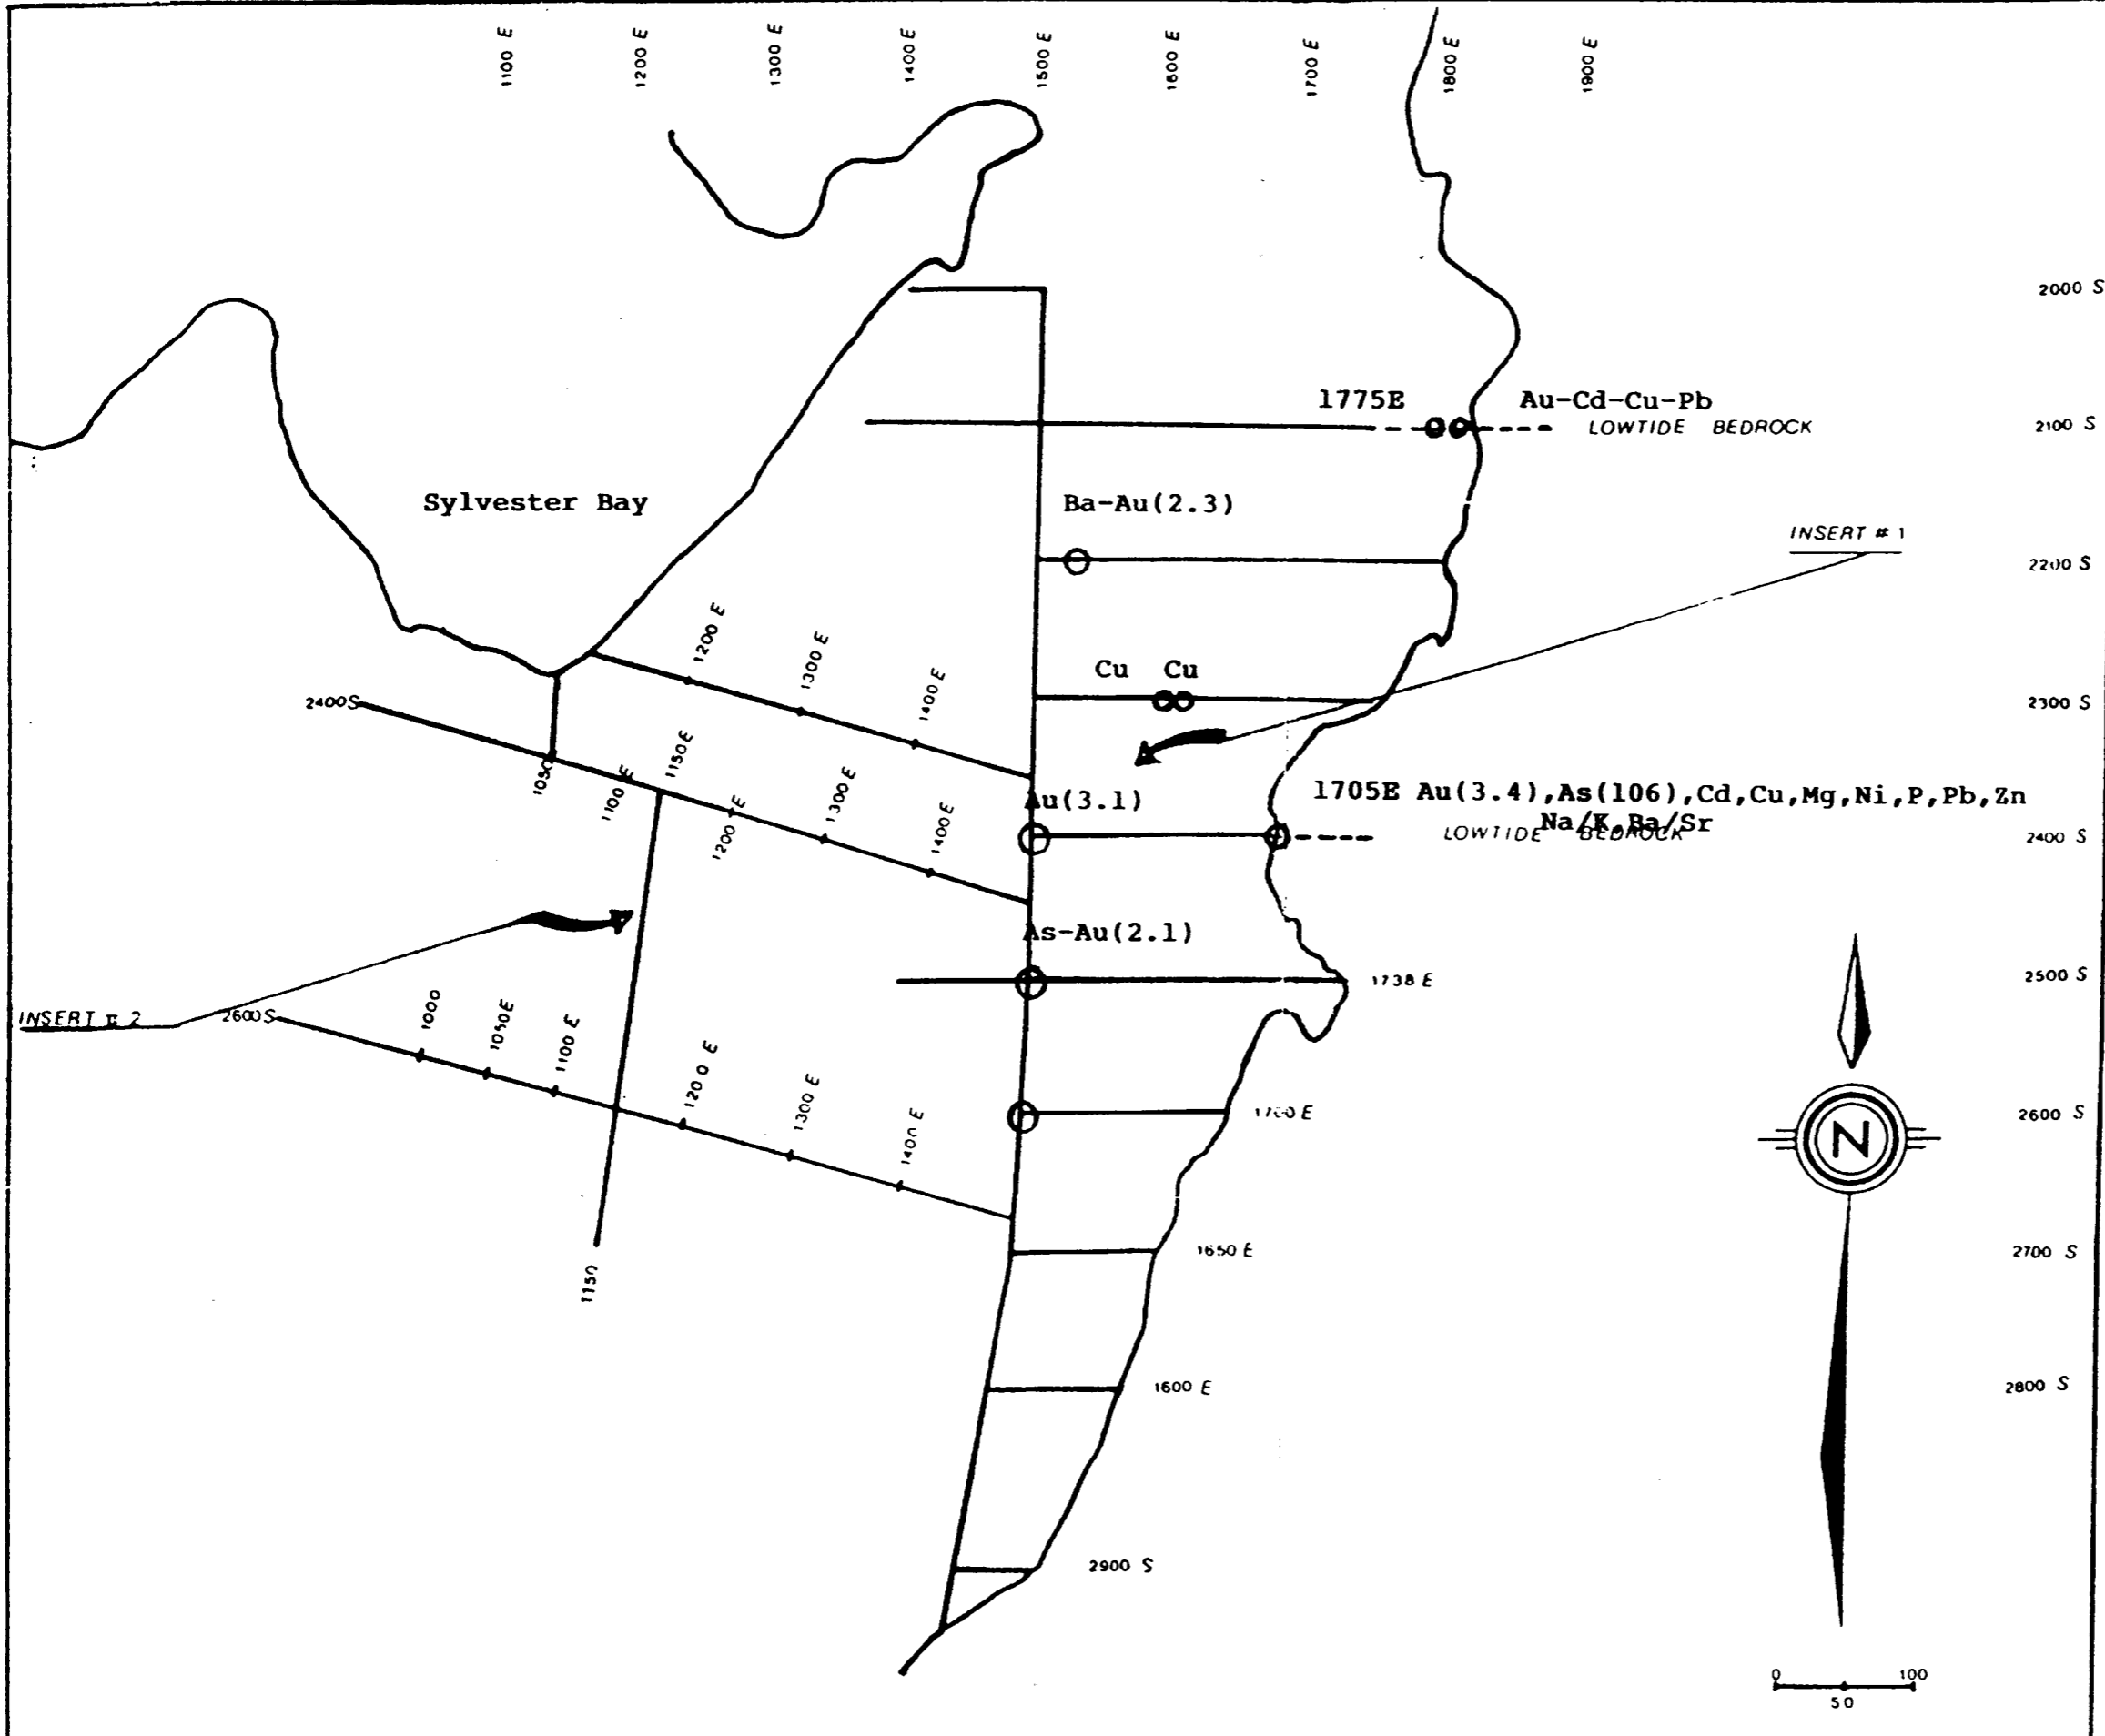 1100 E
1200 E
1300 E
1400 E
1500 E
1600 E
1700 E
1800 E
1900 E
2000 S
1775E
Au-Cd-Cu-Pb
LOWTIDE BEDROCK
2100 S
Sylvester Bay
Ba-Au(2.3)
INSERT # 1
2200 S
1200 E
1300 E
1400 E
Cu Cu
2300 S
2400S
1050
1100 E
1150E
1200 E
1300 E
1400 E
Au(3.1)
1705E Au(3.4),As(106),Cd,Cu,Mg,Ni,P,Pb,Zn
Na/K,Ba/Sr
LOWTIDE BEDROCK
2400 S
As-Au(2.1)
1738 E
2500 S
INSERT # 2
2600S
1000
1050E
1100 E
1200 E
1300 E
1400 E
1700 E
2600 S
N
1150
1650 E
2700 S
1600 E
2800 S
2900 S
0
100
50